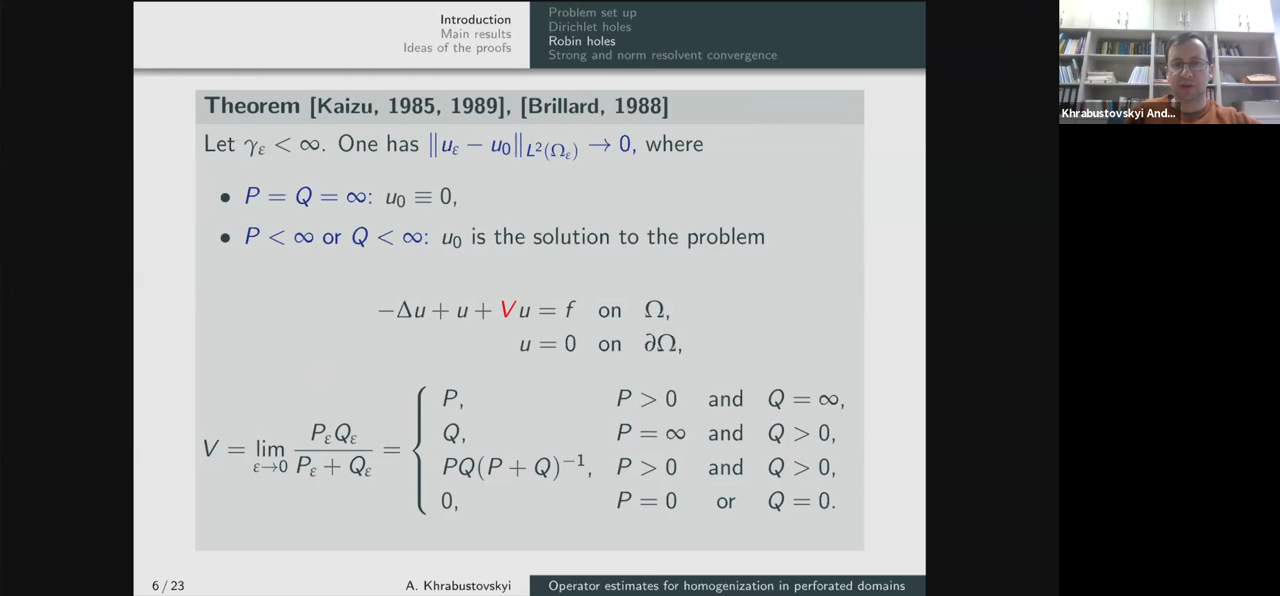 Introduction
Main results
Ideas of the proofs
Problem set up
Dirichlet holes
Robin holes
Strong and norm resolvent convergence
Theorem [Kaizu, 1985, 1989], [Brillard, 1988]
Let γ_ε < ∞. One has ‖u_ε − u_0‖_{L²(Ω_ε)} → 0, where
• P = Q = ∞: u_0 ≡ 0,
• P < ∞ or Q < ∞: u_0 is the solution to the problem
−Δu + u + Vu = f on Ω,
u = 0 on ∂Ω,
V = lim_{ε→0} P_ε Q_ε / (P_ε + Q_ε) = {
P, P > 0 and Q = ∞,
Q, P = ∞ and Q > 0,
PQ(P + Q)^{−1}, P > 0 and Q > 0,
0, P = 0 or Q = 0.
6 / 23
A. Khrabustovskyi
Operator estimates for homogenization in perforated domains
Khrabustovskyi And...